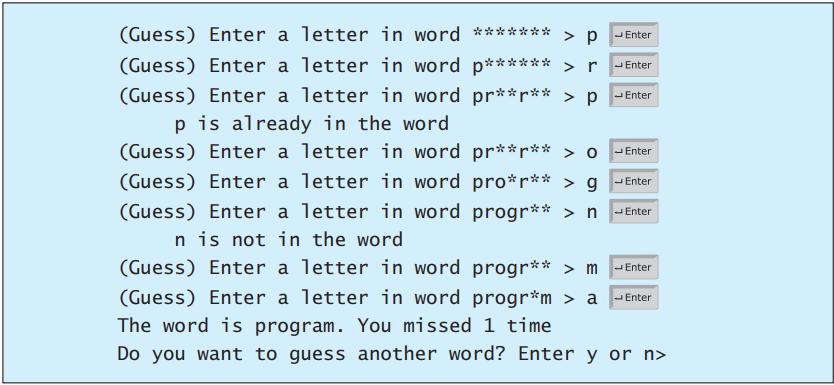 (Guess) Enter a letter in word ******* > p ↵Enter
(Guess) Enter a letter in word p****** > r ↵Enter
(Guess) Enter a letter in word pr**r** > p ↵Enter
p is already in the word
(Guess) Enter a letter in word pr**r** > o ↵Enter
(Guess) Enter a letter in word pro*r** > g ↵Enter
(Guess) Enter a letter in word progr** > n ↵Enter
n is not in the word
(Guess) Enter a letter in word progr** > m ↵Enter
(Guess) Enter a letter in word progr*m > a ↵Enter
The word is program. You missed 1 time
Do you want to guess another word? Enter y or n>